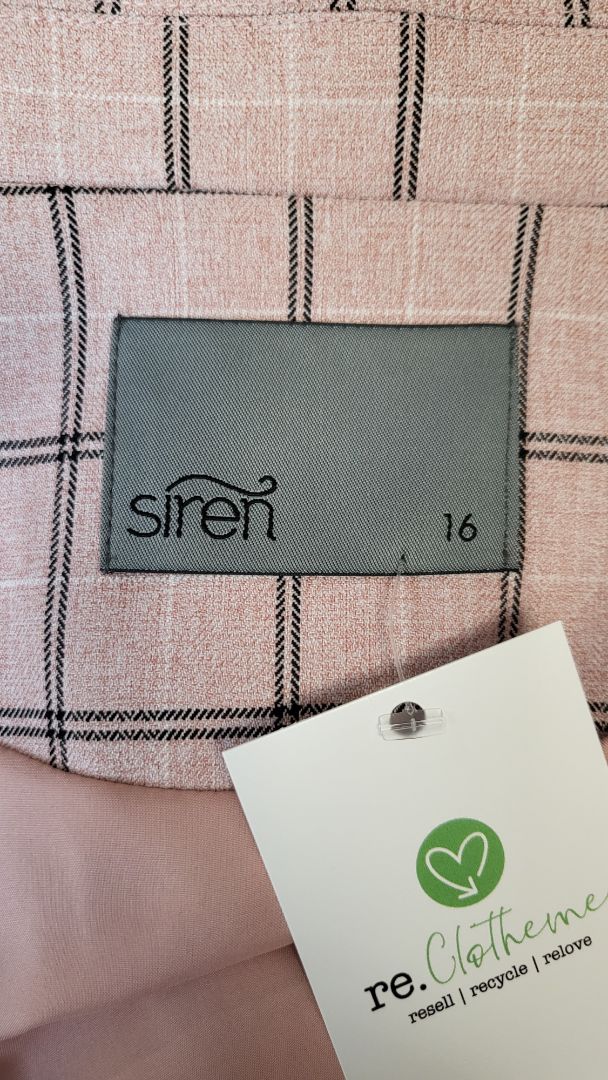 siren
16
re.Clotheme
resell | recycle | relove